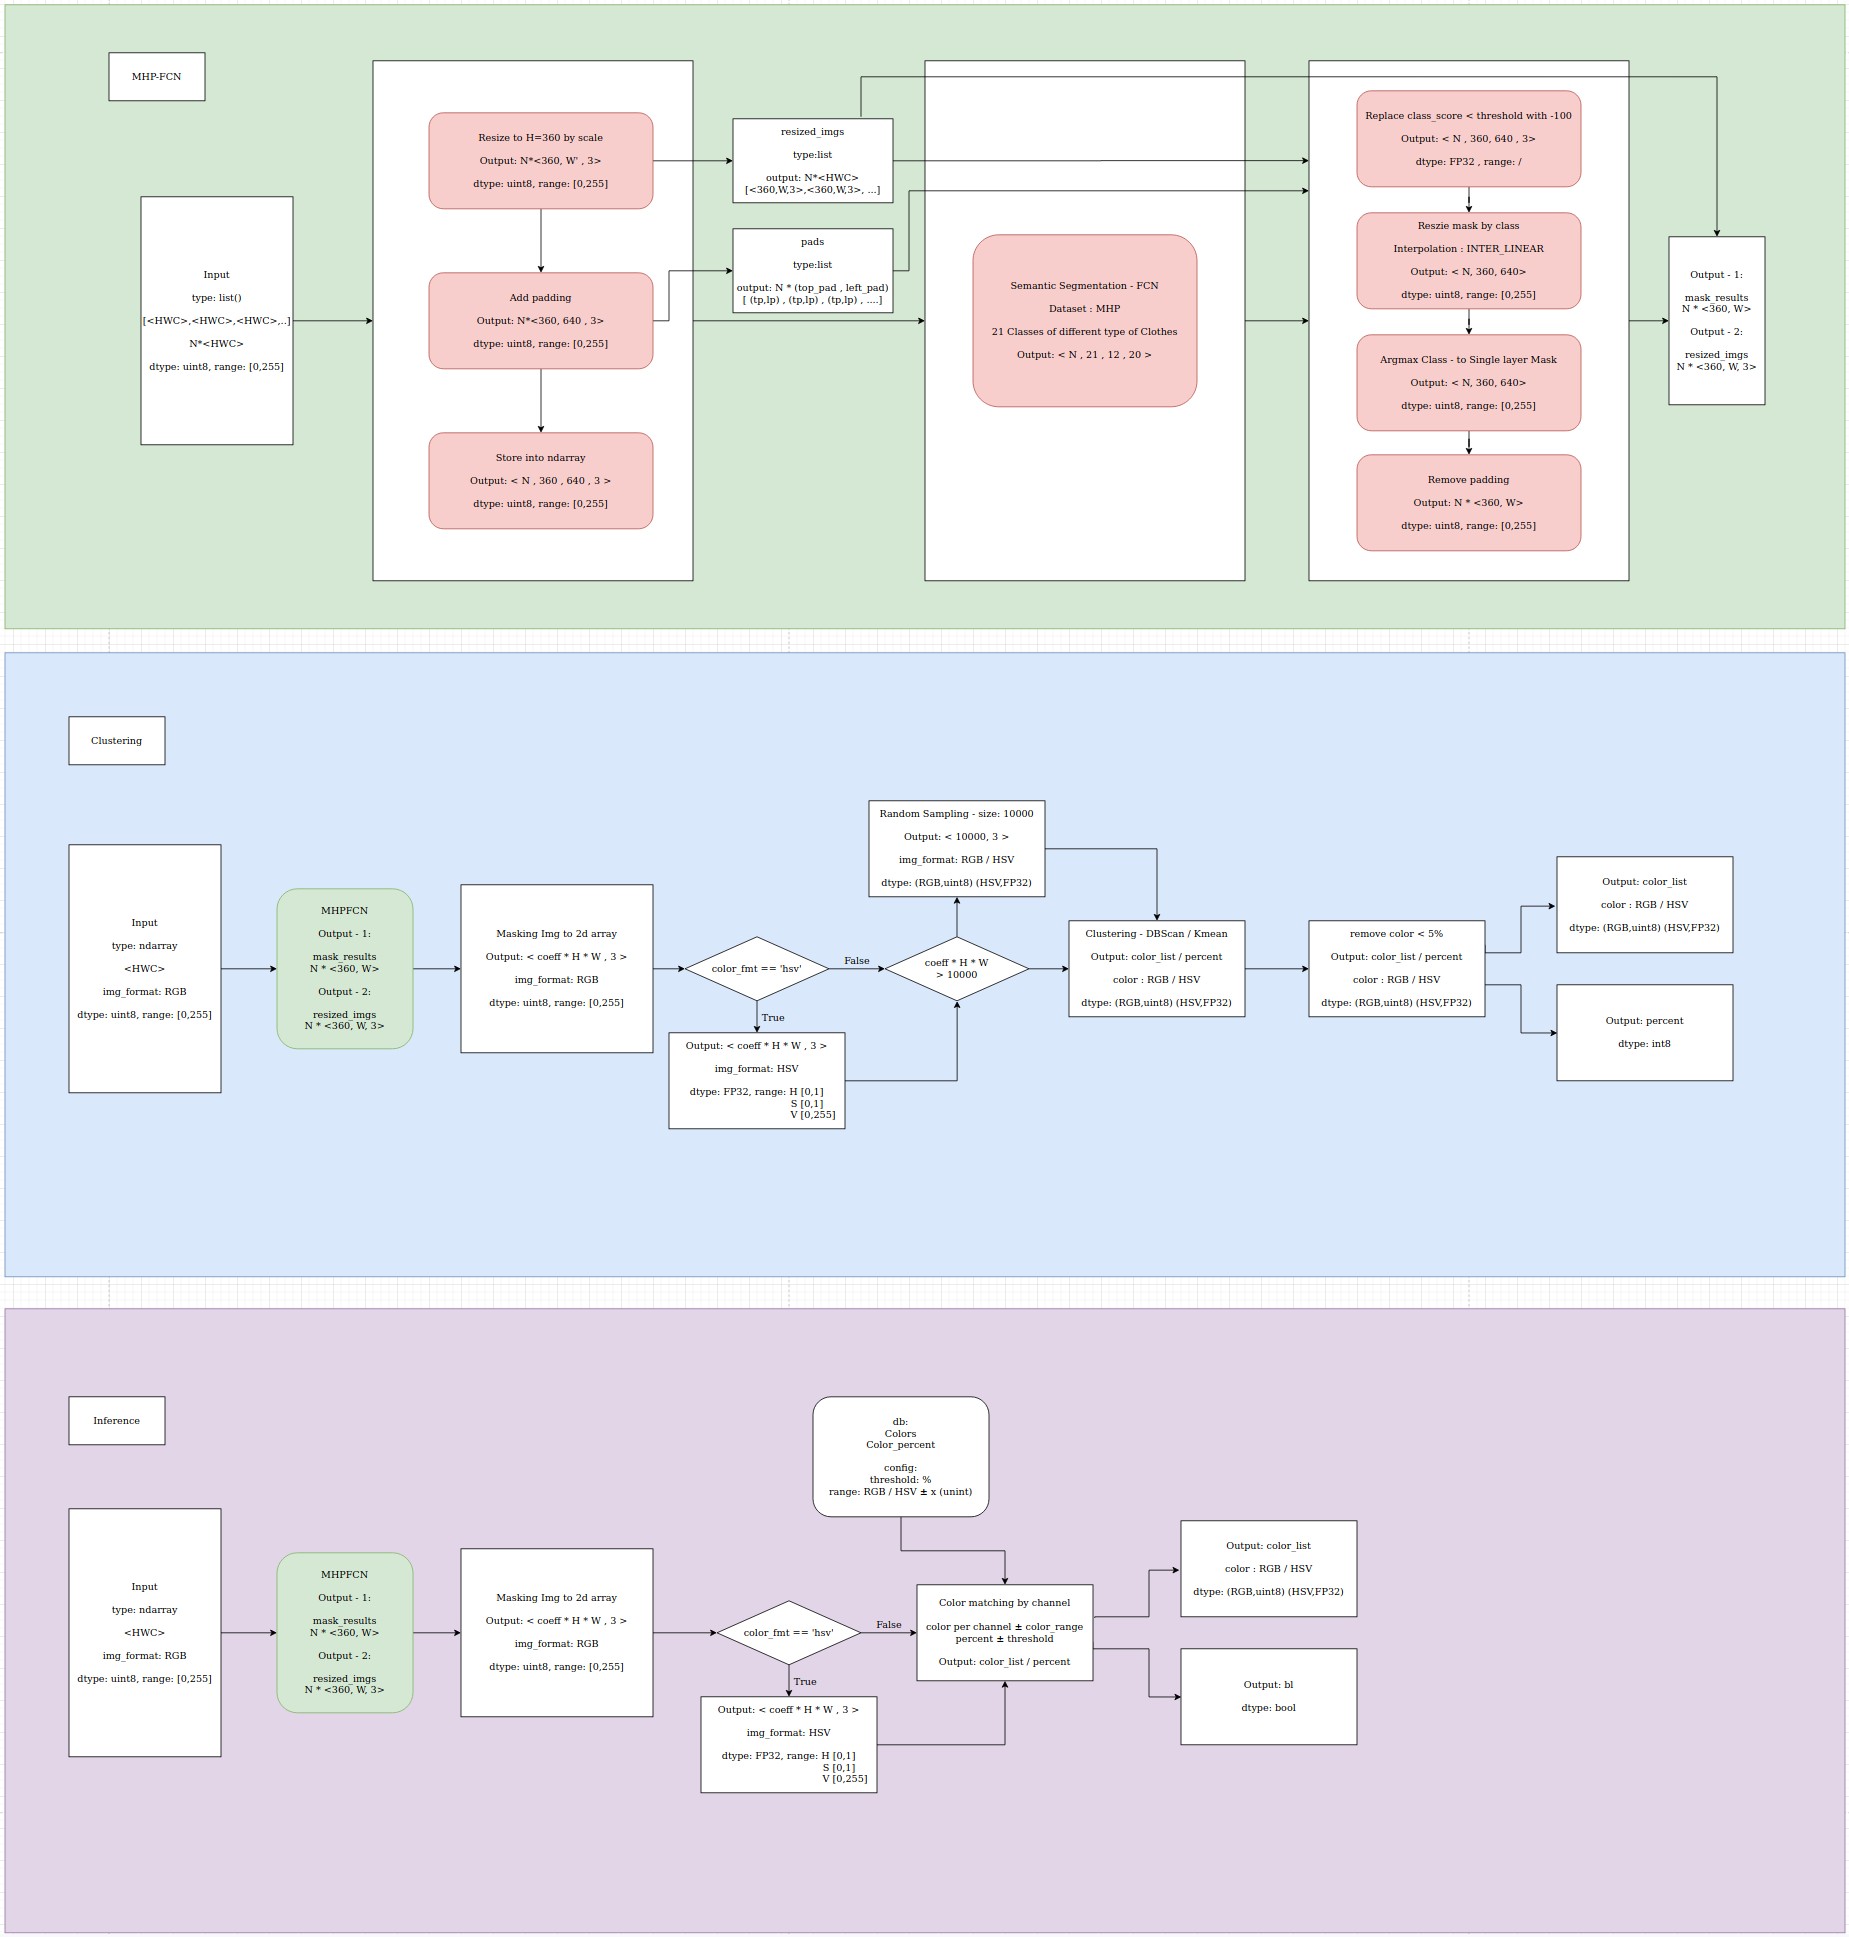 MHP-FCN
Input
type: list()
[<HWC>,<HWC>,<HWC>,..]
N*<HWC>
dtype: uint8, range: [0,255]
Resize to H=360 by scale
Output: N*<360, W' , 3>
dtype: uint8, range: [0,255]
Add padding
Output: N*<360, 640 , 3>
dtype: uint8, range: [0,255]
Store into ndarray
Output: < N , 360 , 640 , 3 >
dtype: uint8, range: [0,255]
resized_imgs
type:list
output: N*<HWC>
[<360,W,3>,<360,W,3>, ...]
pads
type:list
output: N * (top_pad , left_pad)
[ (tp,lp) , (tp,lp) , (tp,lp) , ....]
Semantic Segmentation - FCN
Dataset : MHP
21 Classes of different type of Clothes
Output: < N , 21 , 12 , 20 >
Replace class_score < threshold with -100
Output: < N , 360, 640 , 3>
dtype: FP32 , range: /
Reszie mask by class
Interpolation : INTER_LINEAR
Output: < N, 360, 640>
dtype: uint8, range: [0,255]
Argmax Class - to Single layer Mask
Output: < N, 360, 640>
dtype: uint8, range: [0,255]
Remove padding
Output: N * <360, W>
dtype: uint8, range: [0,255]
Output - 1:
mask_results
N * <360, W>
Output - 2:
resized_imgs
N * <360, W, 3>
Clustering
Input
type: ndarray
<HWC>
img_format: RGB
dtype: uint8, range: [0,255]
MHPFCN
Output - 1:
mask_results
N * <360, W>
Output - 2:
resized_imgs
N * <360, W, 3>
Masking Img to 2d array
Output: < coeff * H * W , 3 >
img_format: RGB
dtype: uint8, range: [0,255]
color_fmt == 'hsv'
False
True
Output: < coeff * H * W , 3 >
img_format: HSV
dtype: FP32, range: H [0,1]
S [0,1]
V [0,255]
coeff * H * W
> 10000
Random Sampling - size: 10000
Output: < 10000, 3 >
img_format: RGB / HSV
dtype: (RGB,uint8) (HSV,FP32)
Clustering - DBScan / Kmean
Output: color_list / percent
color : RGB / HSV
dtype: (RGB,uint8) (HSV,FP32)
remove color < 5%
Output: color_list / percent
color : RGB / HSV
dtype: (RGB,uint8) (HSV,FP32)
Output: color_list
color : RGB / HSV
dtype: (RGB,uint8) (HSV,FP32)
Output: percent
dtype: int8
Inference
Input
type: ndarray
<HWC>
img_format: RGB
dtype: uint8, range: [0,255]
MHPFCN
Output - 1:
mask_results
N * <360, W>
Output - 2:
resized_imgs
N * <360, W, 3>
Masking Img to 2d array
Output: < coeff * H * W , 3 >
img_format: RGB
dtype: uint8, range: [0,255]
color_fmt == 'hsv'
False
True
Output: < coeff * H * W , 3 >
img_format: HSV
dtype: FP32, range: H [0,1]
S [0,1]
V [0,255]
db:
Colors
Color_percent
config:
threshold: %
range: RGB / HSV ± x (unint)
Color matching by channel
color per channel ± color_range
percent ± threshold
Output: color_list / percent
Output: color_list
color : RGB / HSV
dtype: (RGB,uint8) (HSV,FP32)
Output: bl
dtype: bool